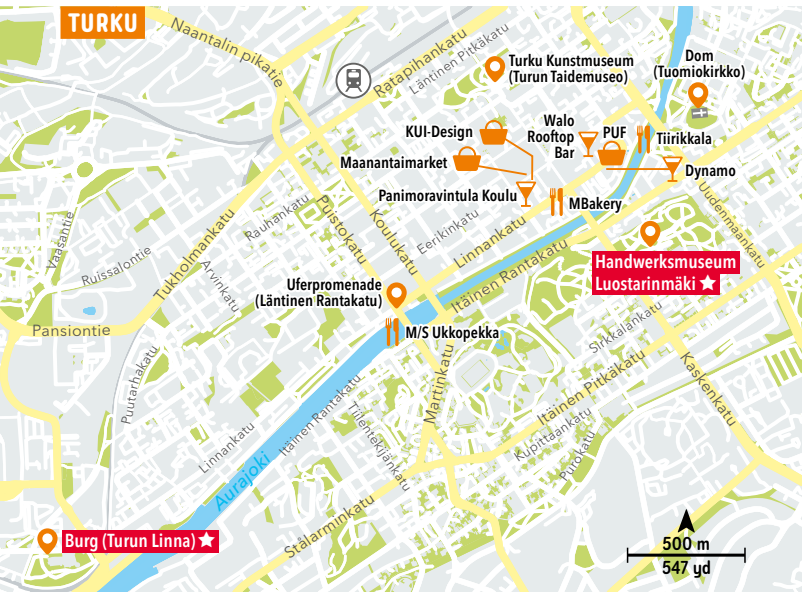 TURKU
Naantalin pikatie
Ratapihankatu
Läntinen Pitkäkatu
Turku Kunstmuseum
(Turun Taidemuseo)
Dom
(Tuomiokirkko)
KUI-Design
Maanantaimarket
Walo
Rooftop
Bar
PUF
Tiirikkala
Dynamo
Panimoravintula Koulu
MBakery
Uudenmaankatu
Vaasantie
Ruissalontie
Tukholmankatu
Rauhankatu
Puistokatu
Koulukatu
Eerikinkatu
Linnankatu
Itäinen Rantakatu
Arvinkatu
Handwerksmuseum
Luostarinmäki
Uferpromenade
(Läntinen Rantakatu)
M/S Ukkopekka
Pansiontie
Puutarhakatu
Sirkkalankatu
Kaskenkatu
Martinkatu
Itäinen Pitkäkatu
Itäinen Rantakatu
Tiilentekijänkatu
Kupittaankatu
Purokatu
Linnankatu
Aurajoki
Stålarminkatu
Burg (Turun Linna)
500 m
547 yd